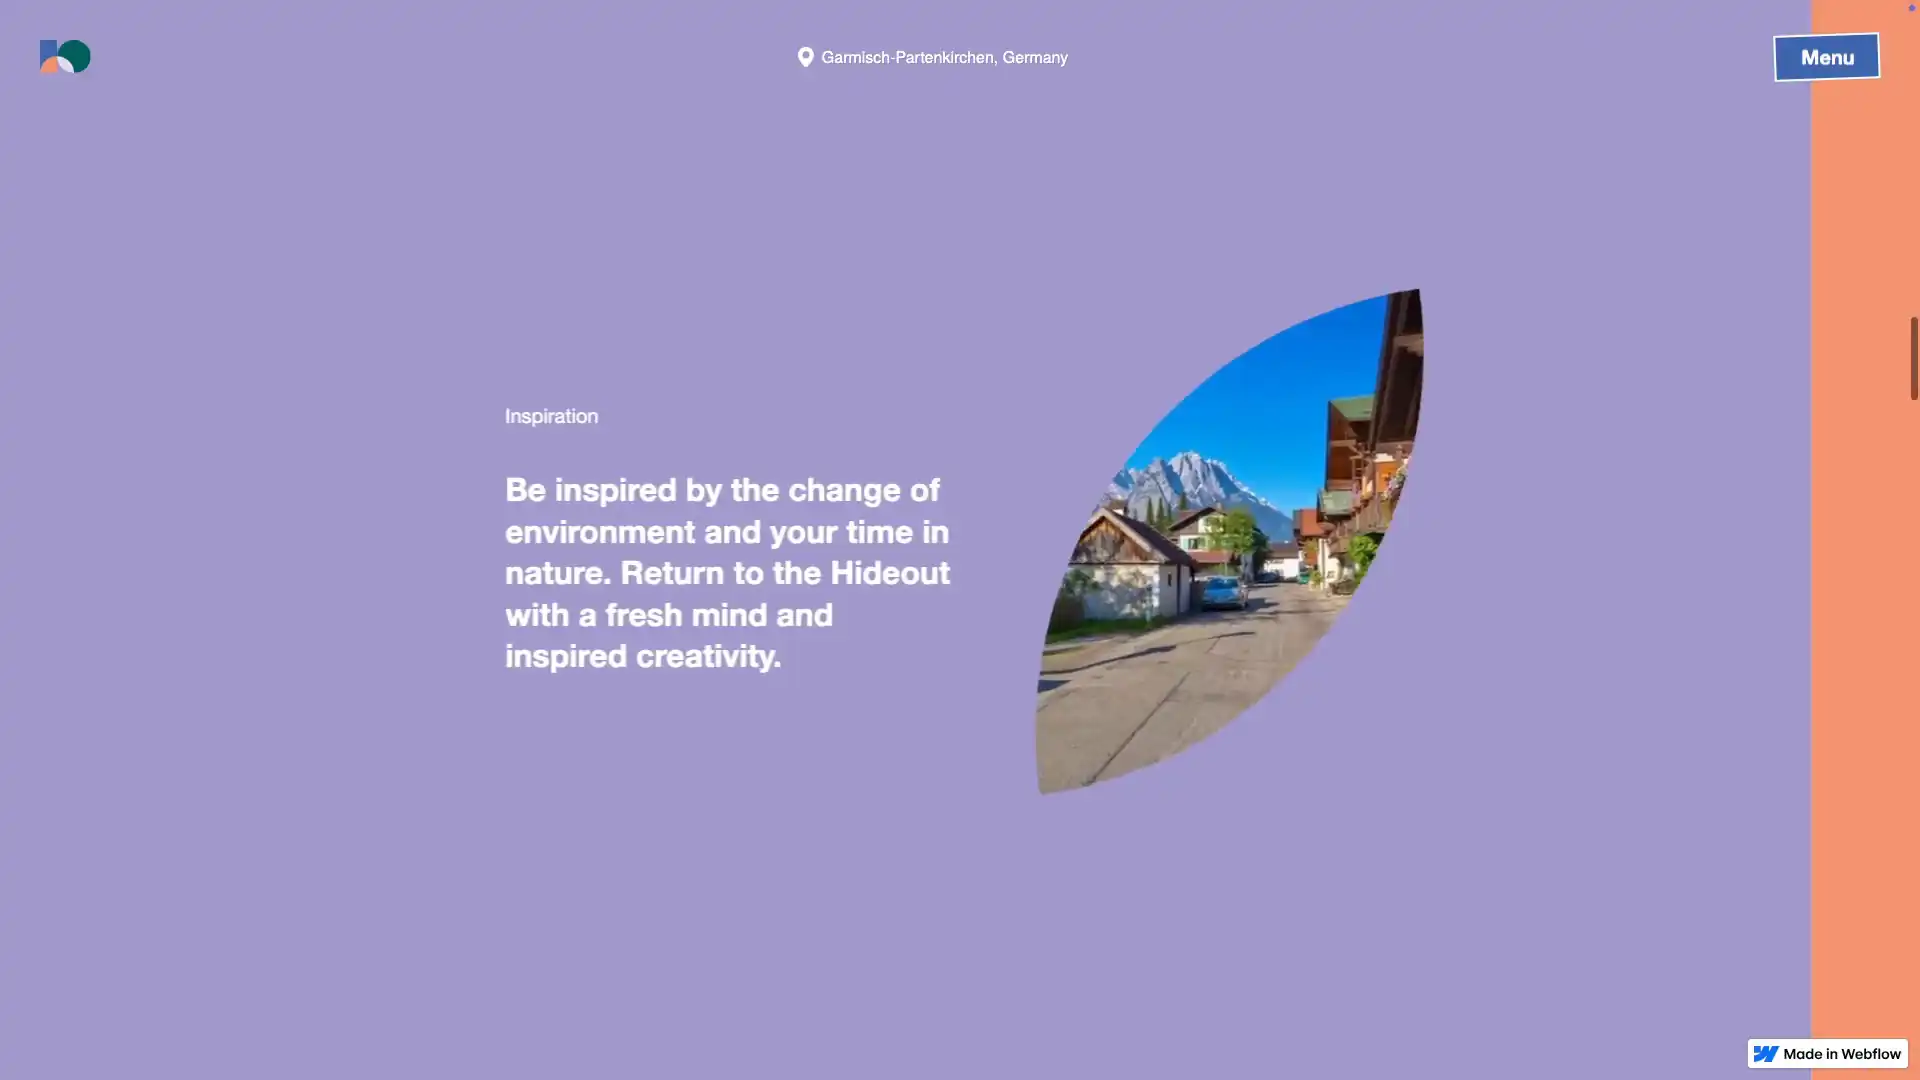 Garmisch-Partenkirchen, Germany
Menu
Inspiration
Be inspired by the change of
environment and your time in
nature. Return to the Hideout
with a fresh mind and
inspired creativity.
Made in Webflow